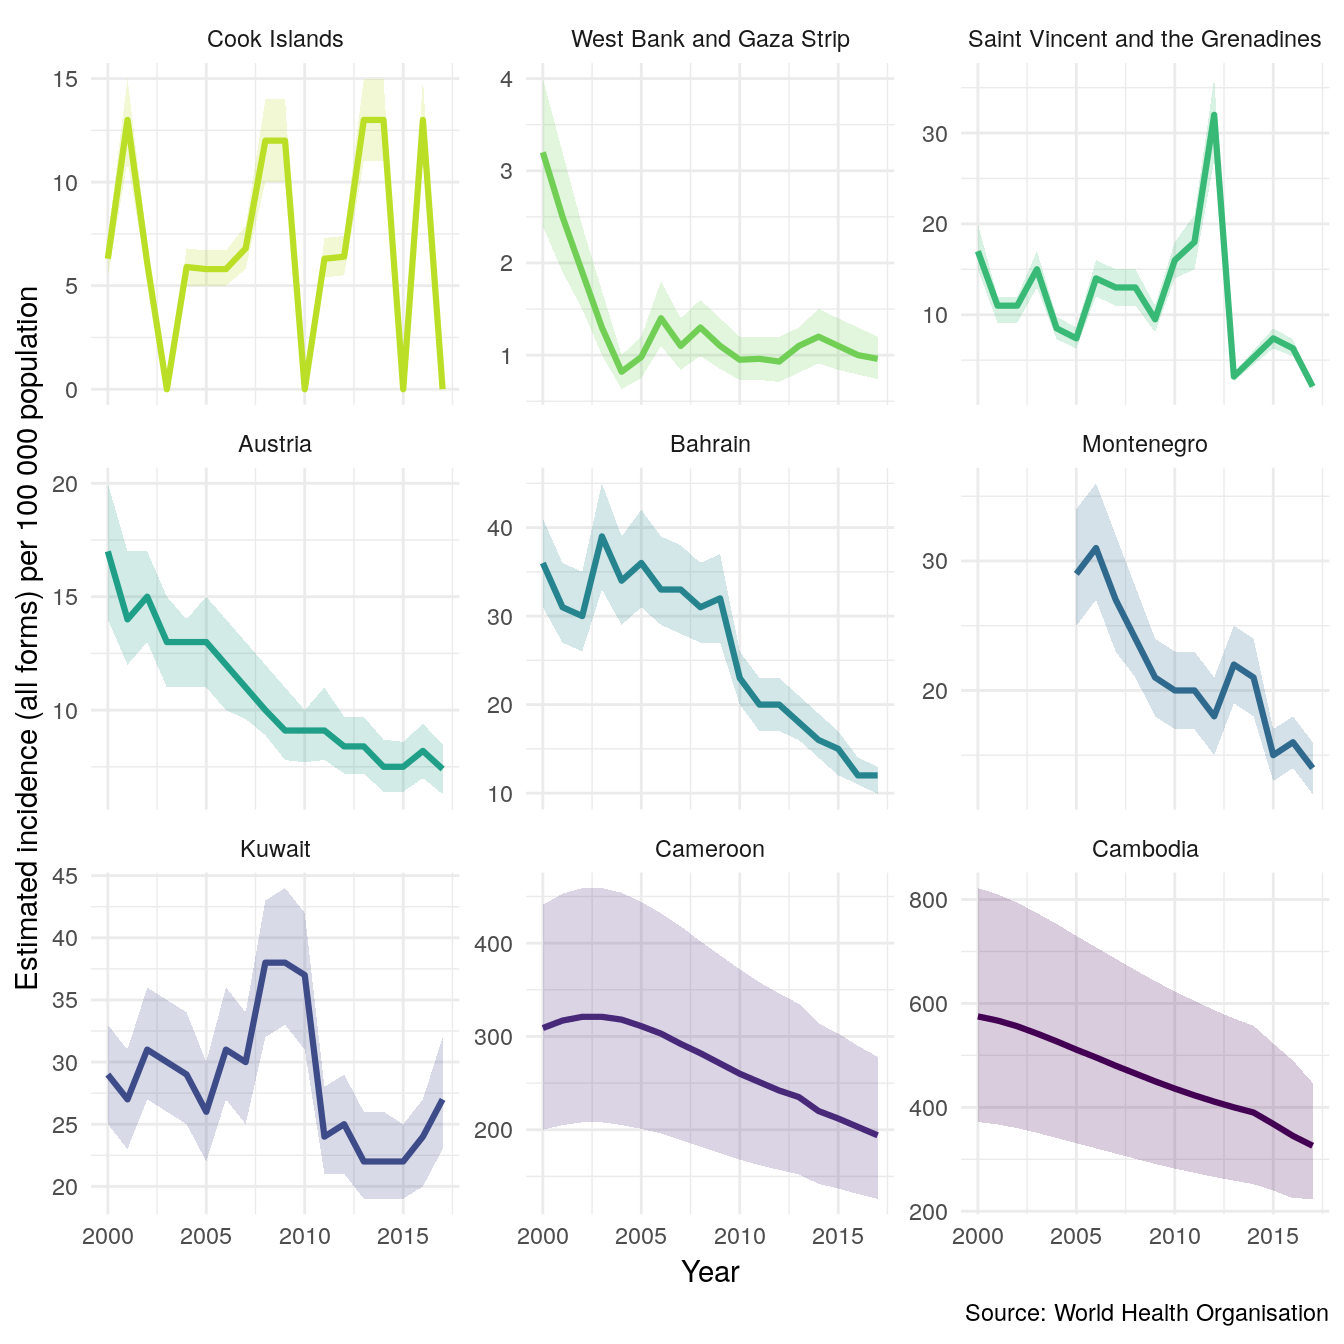 Cook Islands
West Bank and Gaza Strip
Saint Vincent and the Grenadines
15
10
5
0
4
3
2
1
30
20
10
Estimated incidence (all forms) per 100 000 population
Austria
Bahrain
Montenegro
20
15
10
40
30
20
10
30
20
Kuwait
Cameroon
Cambodia
45
40
35
30
25
20
400
300
200
800
600
400
200
2000 2005 2010 2015
2000 2005 2010 2015
2000 2005 2010 2015
Year
Source: World Health Organisation